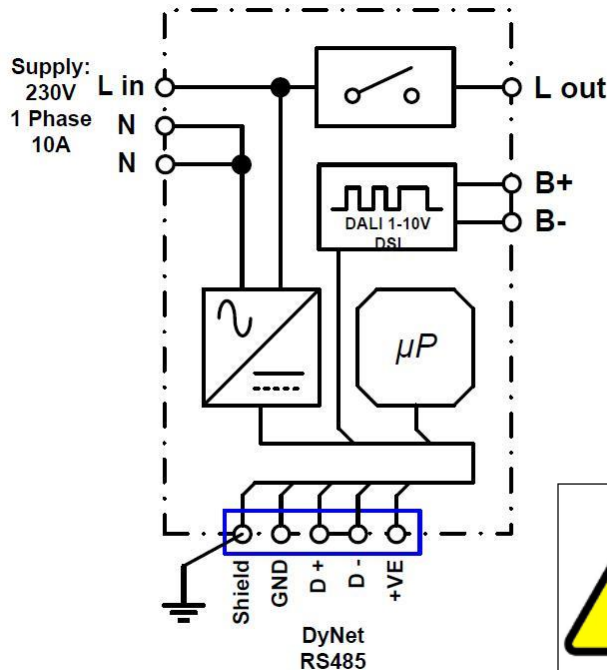 Supply:
230V
1 Phase
10A
L in
N
N
L out
B+
B-
DALI 1-10V
DSI
µP
Shield
GND
D +
D -
+VE
DyNet
RS485